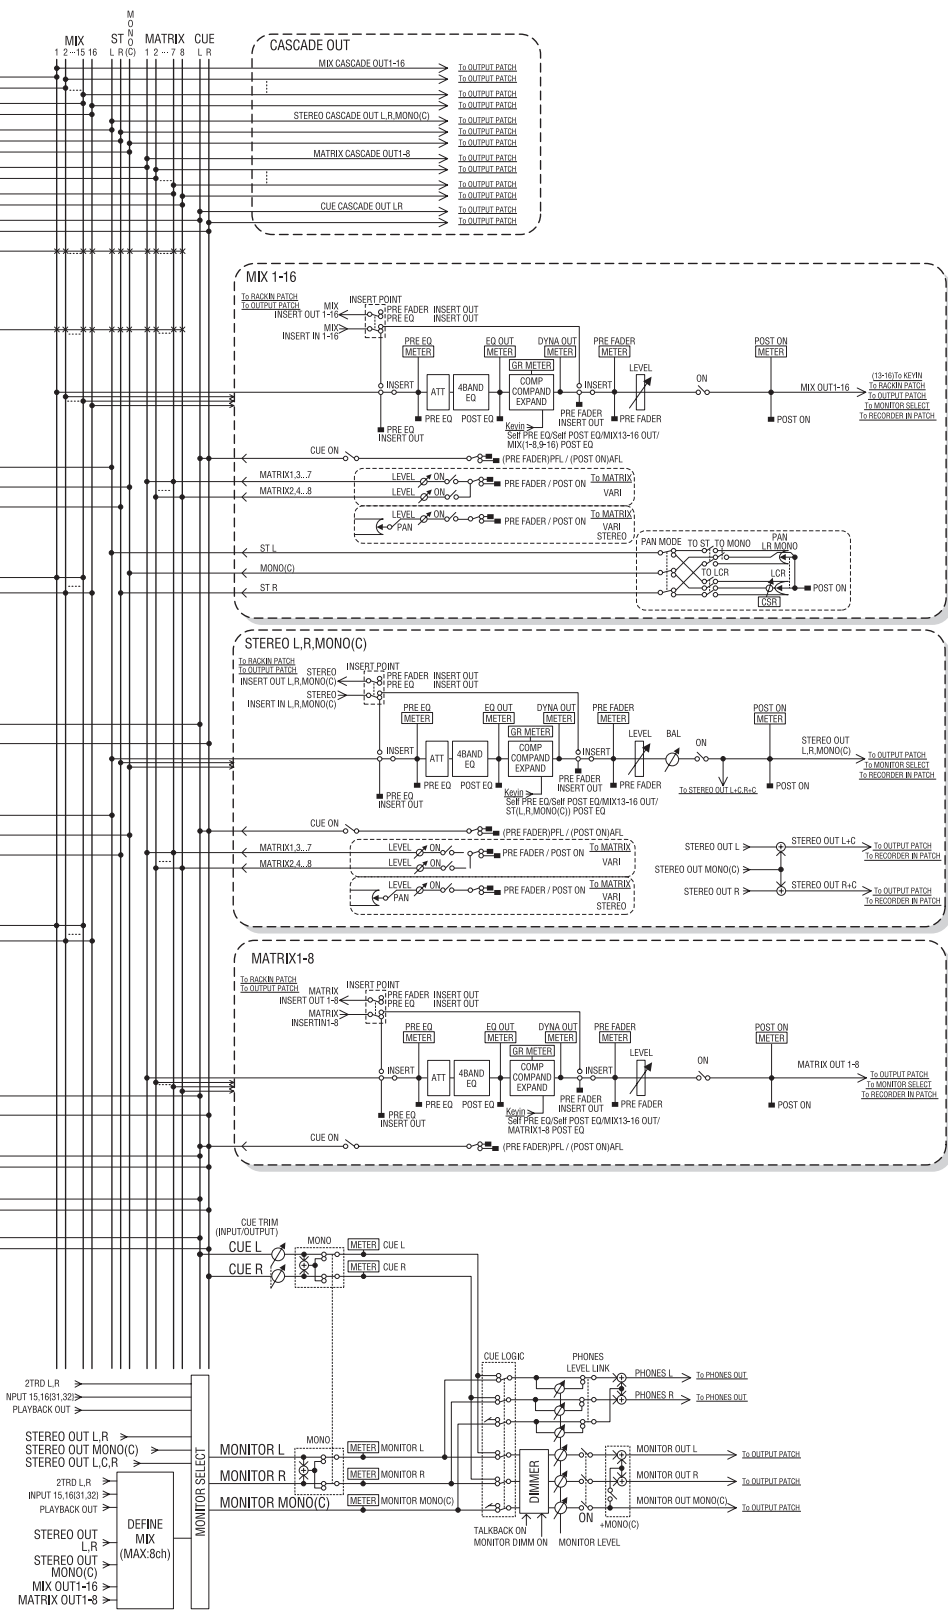 M
O
N
O
MIX ST (C) MATRIX CUE
1 2 ··· 15 16 L R 1 2 ··· 7 8 L R
CASCADE OUT
MIX CASCADE OUT1-16
To OUTPUT PATCH
To OUTPUT PATCH
To OUTPUT PATCH
To OUTPUT PATCH
STEREO CASCADE OUT L,R,MONO(C)
To OUTPUT PATCH
To OUTPUT PATCH
To OUTPUT PATCH
MATRIX CASCADE OUT1-8
To OUTPUT PATCH
To OUTPUT PATCH
To OUTPUT PATCH
To OUTPUT PATCH
CUE CASCADE OUT LR
To OUTPUT PATCH
To OUTPUT PATCH
MIX 1-16
To RACKIN PATCH
To OUTPUT PATCH
MIX
INSERT OUT 1-16
MIX
INSERT IN 1-16
INSERT POINT
PRE FADER INSERT OUT
PRE EQ INSERT OUT
PRE EQ
METER
EQ OUT
METER
DYNA OUT
METER
GR METER
PRE FADER
METER
LEVEL
ON
POST ON
METER
INSERT
ATT
4BAND
EQ
COMP
COMPAND
EXPAND
INSERT
MIX OUT1-16
(13-16)To KEYIN
To RACKIN PATCH
To OUTPUT PATCH
To MONITOR SELECT
To RECORDER IN PATCH
PRE EQ
POST EQ
PRE FADER
INSERT OUT
PRE FADER
POST ON
PRE EQ
INSERT OUT
Keyin
Self PRE EQ/Self POST EQ/MIX13-16 OUT/
MIX(1-8,9-16) POST EQ
CUE ON
(PRE FADER)PFL / (POST ON)AFL
MATRIX1,3...7
LEVEL ON
PRE FADER / POST ON
To MATRIX
MATRIX2,4...8
LEVEL ON
VARI
LEVEL ON
PAN
PRE FADER / POST ON
To MATRIX
VARI
STEREO
PAN MODE TO ST TO MONO PAN
LR MONO
ST L
MONO(C)
TO LCR
LCR
ST R
POST ON
CSR
STEREO L,R,MONO(C)
To RACKIN PATCH
To OUTPUT PATCH
STEREO
INSERT OUT L,R,MONO(C)
STEREO
INSERT IN L,R,MONO(C)
INSERT POINT
PRE FADER INSERT OUT
PRE EQ INSERT OUT
PRE EQ
METER
EQ OUT
METER
DYNA OUT
METER
GR METER
PRE FADER
METER
LEVEL
BAL
ON
POST ON
METER
INSERT
ATT
4BAND
EQ
COMP
COMPAND
EXPAND
INSERT
STEREO OUT
L,R,MONO(C)
To OUTPUT PATCH
To MONITOR SELECT
To RECORDER IN PATCH
PRE EQ
POST EQ
PRE FADER
INSERT OUT
PRE FADER
To STEREO OUT L+C,R+C
POST ON
PRE EQ
INSERT OUT
Keyin
Self PRE EQ/Self POST EQ/MIX13-16 OUT/
ST(L,R,MONO(C)) POST EQ
CUE ON
(PRE FADER)PFL / (POST ON)AFL
MATRIX1,3...7
LEVEL ON
PRE FADER / POST ON
To MATRIX
MATRIX2,4...8
LEVEL ON
VARI
LEVEL ON
PAN
PRE FADER / POST ON
To MATRIX
VARI
STEREO
STEREO OUT L
STEREO OUT L+C
To OUTPUT PATCH
To RECORDER IN PATCH
STEREO OUT MONO(C)
STEREO OUT R
STEREO OUT R+C
To OUTPUT PATCH
To RECORDER IN PATCH
MATRIX1-8
To RACKIN PATCH
To OUTPUT PATCH
MATRIX
INSERT OUT 1-8
MATRIX
INSERTIN1-8
INSERT POINT
PRE FADER INSERT OUT
PRE EQ INSERT OUT
PRE EQ
METER
EQ OUT
METER
DYNA OUT
METER
GR METER
PRE FADER
METER
LEVEL
ON
POST ON
METER
INSERT
ATT
4BAND
EQ
COMP
COMPAND
EXPAND
INSERT
MATRIX OUT 1-8
To OUTPUT PATCH
To MONITOR SELECT
To RECORDER IN PATCH
PRE EQ
POST EQ
PRE FADER
INSERT OUT
PRE FADER
POST ON
PRE EQ
INSERT OUT
Keyin
Self PRE EQ/Self POST EQ/MIX13-16 OUT/
MATRIX1-8 POST EQ
CUE ON
(PRE FADER)PFL / (POST ON)AFL
CUE TRIM
(INPUT/OUTPUT)
MONO
CUE L
METER CUE L
CUE R
METER CUE R
CUE LOGIC
PHONES
LEVEL LINK
PHONES L To PHONES OUT
PHONES R To PHONES OUT
2TRD L,R
NPUT 15,16(31,32)
PLAYBACK OUT
STEREO OUT L,R
STEREO OUT MONO(C)
STEREO OUT L,C,R
2TRD L,R
INPUT 15,16(31,32)
PLAYBACK OUT
STEREO OUT
L,R
STEREO OUT
MONO(C)
MIX OUT1-16
MATRIX OUT1-8
DEFINE
MIX
(MAX:8ch)
MONITOR SELECT
MONO
MONITOR L
METER MONITOR L
MONITOR R
METER MONITOR R
MONITOR MONO(C)
METER MONITOR MONO(C)
DIMMER
TALKBACK ON
MONITOR DIMM ON
MONITOR LEVEL
ON
+MONO(C)
MONITOR OUT L To OUTPUT PATCH
MONITOR OUT R To OUTPUT PATCH
MONITOR OUT MONO(C) To OUTPUT PATCH